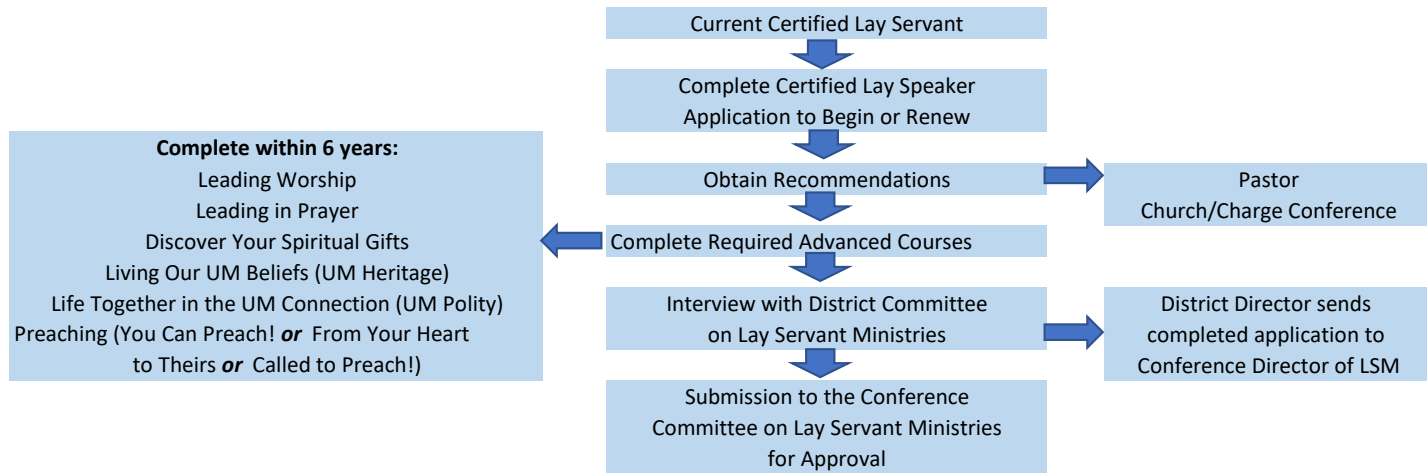 Current Certified Lay Servant
Complete Certified Lay Speaker
Application to Begin or Renew
Obtain Recommendations
Pastor
Church/Charge Conference
Complete Required Advanced Courses
Complete within 6 years:
Leading Worship
Leading in Prayer
Discover Your Spiritual Gifts
Living Our UM Beliefs (UM Heritage)
Life Together in the UM Connection (UM Polity)
Preaching (You Can Preach! or From Your Heart
to Theirs or Called to Preach!)
Interview with District Committee
on Lay Servant Ministries
District Director sends
completed application to
Conference Director of LSM
Submission to the Conference
Committee on Lay Servant Ministries
for Approval